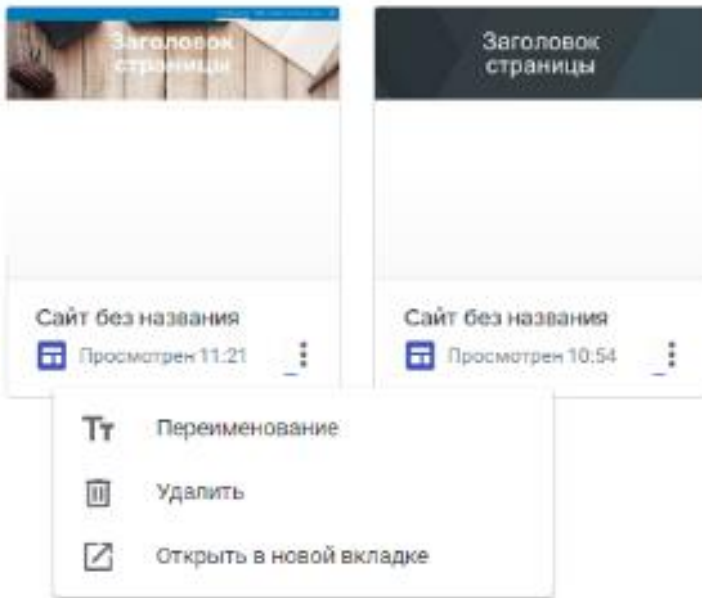 Заголовок
страницы
Заголовок
страницы
Сайт без названия
Просмотрен 11:21
Сайт без названия
Просмотрен 10:54
Переименование
Удалить
Открыть в новой вкладке